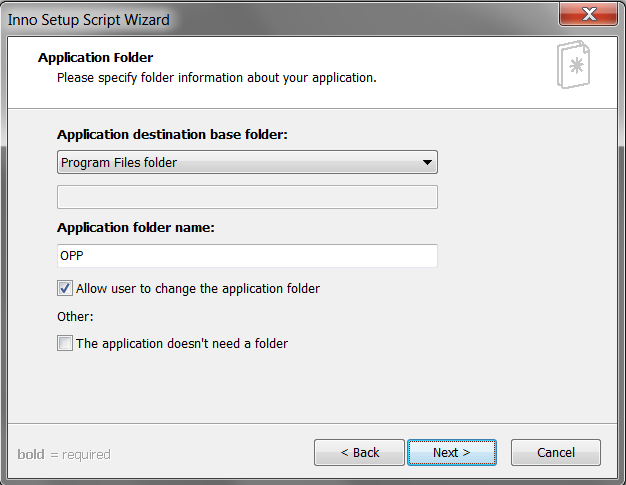 Inno Setup Script Wizard
Application Folder
Please specify folder information about your application.
Application destination base folder:
Program Files folder
Application folder name:
OPP
Allow user to change the application folder
Other:
The application doesn't need a folder
bold = required
< Back
Next >
Cancel